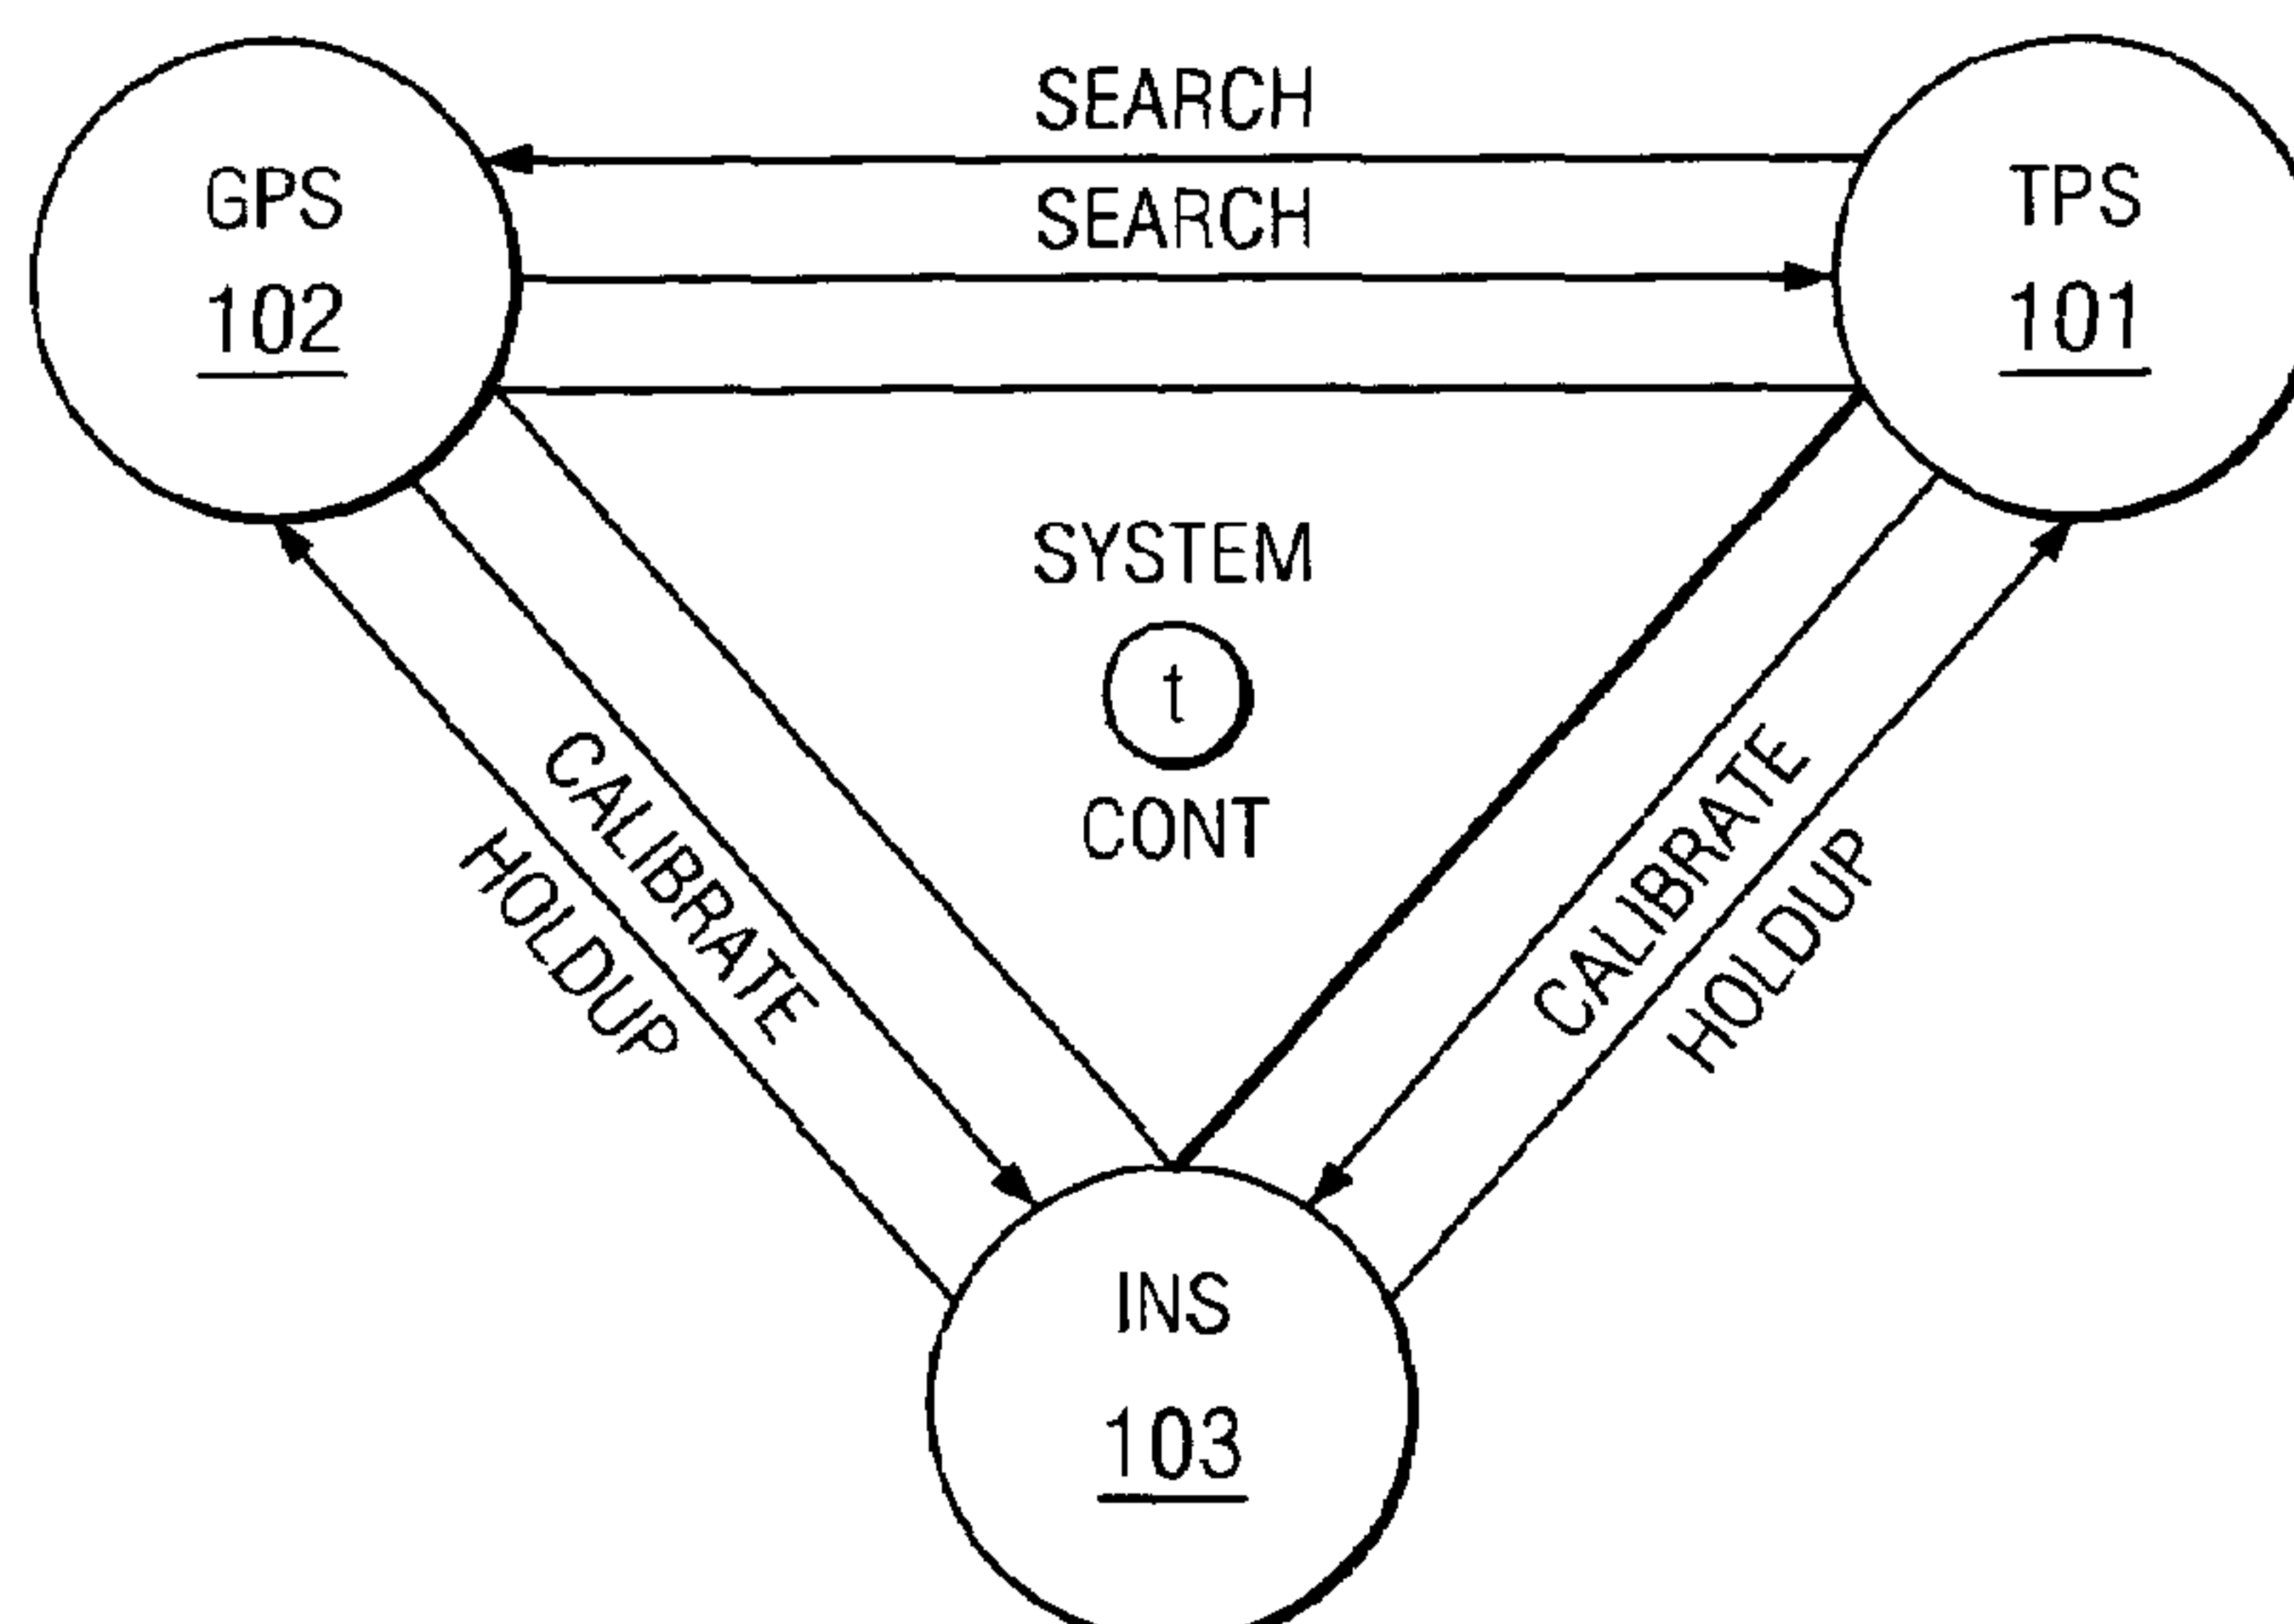 SEARCH
GPS
102
SEARCH
TPS
101
SYSTEM
t
CONT
CALIBRATE
HOLDUP
CALIBRATE
HOLDUP
INS
103